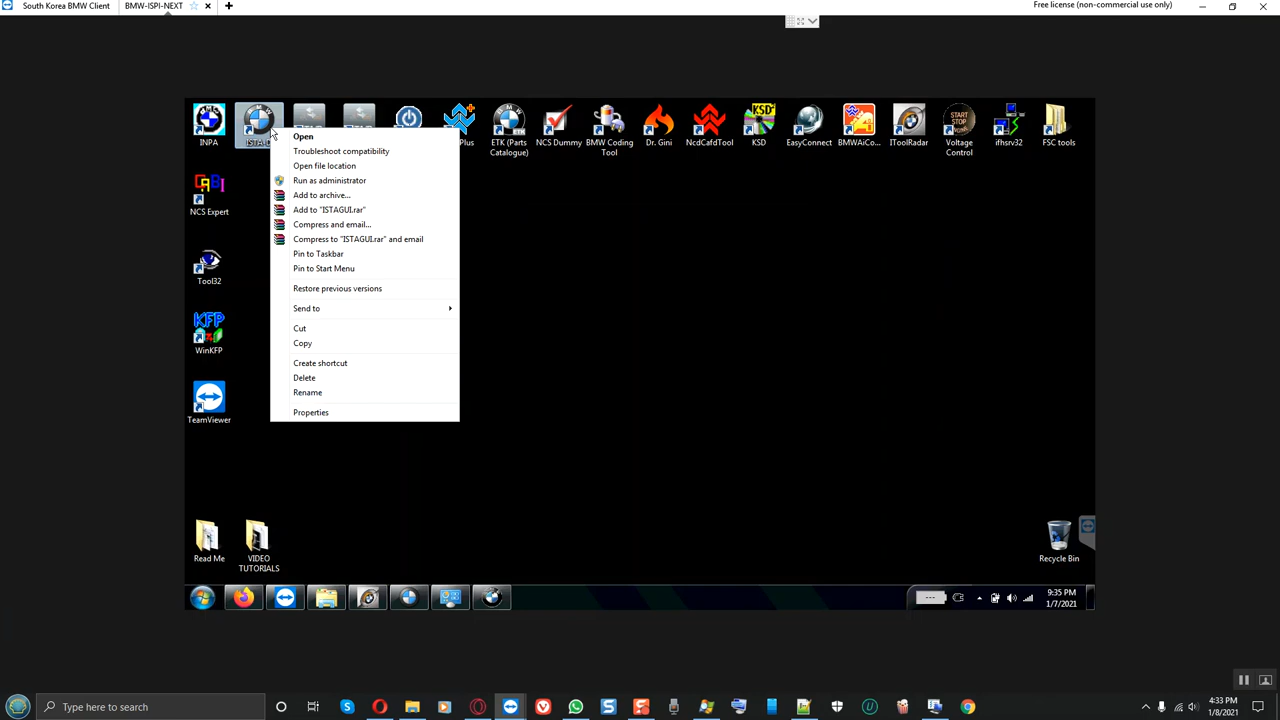 South Korea BMW Client
BMW-ISPI-NEXT
Free license (non-commercial use only)
INPA
ISTA-D
Plus
ETK (Parts Catalogue)
NCS Dummy
BMW Coding Tool
Dr. Gini
NcdCafdTool
KSD
EasyConnect
BMWAiCo...
IToolRadar
START STOP
Voltage Control
ifhsrv32
FSC tools
NCS Expert
Tool32
WinKFP
TeamViewer
Open
Troubleshoot compatibility
Open file location
Run as administrator
Add to archive...
Add to "ISTAGUI.rar"
Compress and email...
Compress to "ISTAGUI.rar" and email
Pin to Taskbar
Pin to Start Menu
Restore previous versions
Send to
Cut
Copy
Create shortcut
Delete
Rename
Properties
Read Me
VIDEO TUTORIALS
Recycle Bin
9:35 PM
1/7/2021
Type here to search
4:33 PM
1/8/2021